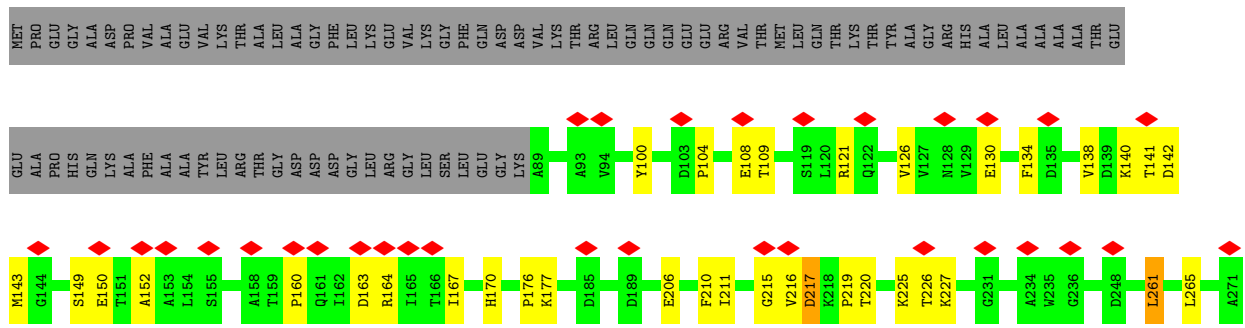 MET PRO GLU GLY ALA ASP PRO VAL ALA GLU VAL LYS THR ALA LEU ALA GLY PHE LEU LYS GLU VAL LYS GLY PHE GLN ASP ASP VAL LYS THR ARG LEU GLN GLN GLN GLU GLU ARG VAL THR MET LEU GLN THR LYS THR TYR ALA GLY ARG HIS ALA LEU ALA ALA ALA ALA THR GLU
GLU ALA PRO HIS GLN LYS ALA PHE ALA ALA TYR LEU ARG THR GLY ASP ASP ASP GLY LEU ARG GLY LEU SER LEU GLU GLY LYS A89 A93 V94 Y100 D103 P104 E108 T109 S119 L120 R121 Q122 V126 V127 N128 V129 E130 F134 D135 V138 D139 K140 T141 D142
M143 G144 S149 E150 T151 A152 A153 L154 S155 A158 T159 P160 Q161 I162 D163 R164 I165 T166 I167 H170 P176 K177 D185 D189 E206 F210 I211 G215 V216 D217 K218 P219 T220 K225 T226 K227 G231 A234 W235 G236 D248 L261 L265 A271